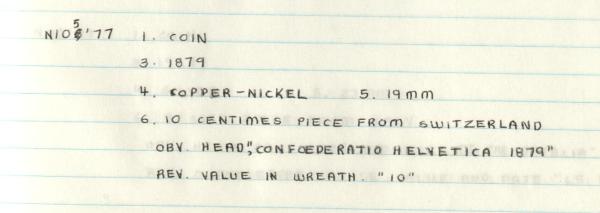 N105'77 1. COIN
3. 1879
4. COPPER-NICKEL 5. 19mm
6. 10 CENTIMES PIECE FROM SWITZERLAND
OBV. HEAD", CONFOEDERATIO HELVETICA 1879"
REV. VALUE IN WREATH. "10"